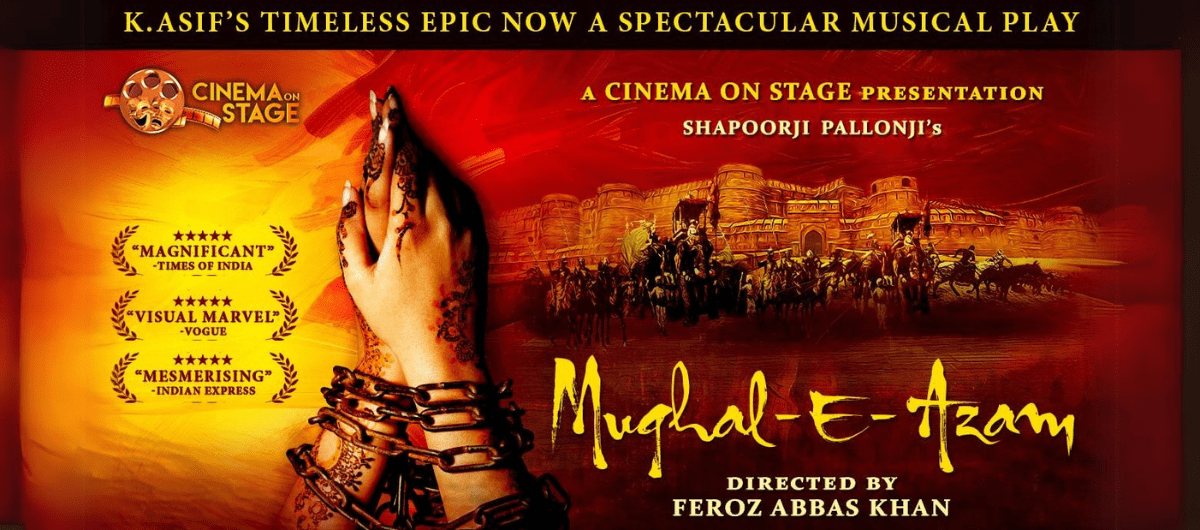 K.ASIF'S TIMELESS EPIC NOW A SPECTACULAR MUSICAL PLAY
CINEMA ON
STAGE
A CINEMA ON STAGE PRESENTATION
SHAPOORJI PALLONJI's
"MAGNIFICANT"
-TIMES OF INDIA
"VISUAL MARVEL"
-VOGUE
"MESMERISING"
-INDIAN EXPRESS
Mughal-E-Azam
DIRECTED BY
FEROZ ABBAS KHAN